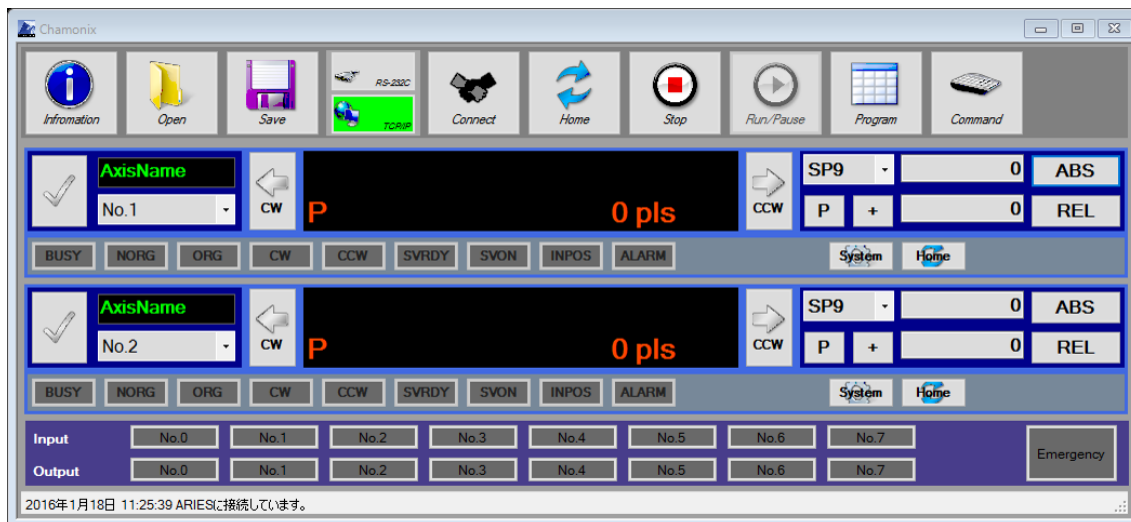 Chamonix
Infromation Open Save RS-232C TCP/IP Connect Home Stop Run/Pause Program Command
AxisName SP9 0 ABS
No.1 CW P 0 pls CCW P + 0 REL
BUSY NORG ORG CW CCW SVRDY SVON INPOS ALARM System Home
AxisName SP9 0 ABS
No.2 CW P 0 pls CCW P + 0 REL
BUSY NORG ORG CW CCW SVRDY SVON INPOS ALARM System Home
Input No.0 No.1 No.2 No.3 No.4 No.5 No.6 No.7
Emergency
Output No.0 No.1 No.2 No.3 No.4 No.5 No.6 No.7
2016年1月18日 11:25:39 ARIESに接続しています。